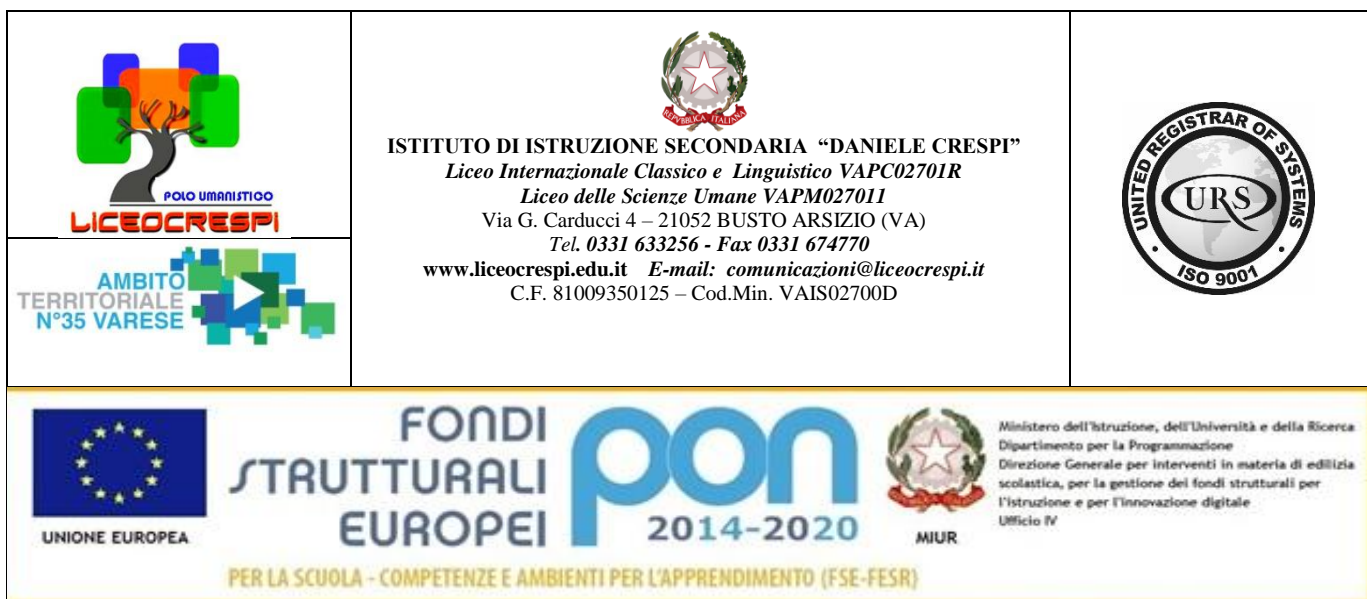 POLO UMANISTICO
LICEOCRESPI
AMBITO
TERRITORIALE
N°35 VARESE
REPVBBLICA ITALIANA
ISTITUTO DI ISTRUZIONE SECONDARIA “DANIELE CRESPI”
Liceo Internazionale Classico e Linguistico VAPC02701R
Liceo delle Scienze Umane VAPM027011
Via G. Carducci 4 – 21052 BUSTO ARSIZIO (VA)
Tel. 0331 633256 - Fax 0331 674770
www.liceocrespi.edu.it E-mail: comunicazioni@liceocrespi.it
C.F. 81009350125 – Cod.Min. VAIS02700D
UNITED REGISTRAR OF SYSTEMS
URS
ISO 9001
UNIONE EUROPEA
FONDI
STRUTTURALI
EUROPEI
pon
2014-2020
MIUR
Ministero dell'Istruzione, dell'Università e della Ricerca
Dipartimento per la Programmazione
Direzione Generale per interventi in materia di edilizia
scolastica, per la gestione dei fondi strutturali per
l'istruzione e per l'innovazione digitale
Ufficio IV
PER LA SCUOLA - COMPETENZE E AMBIENTI PER L'APPRENDIMENTO (FSE-FESR)